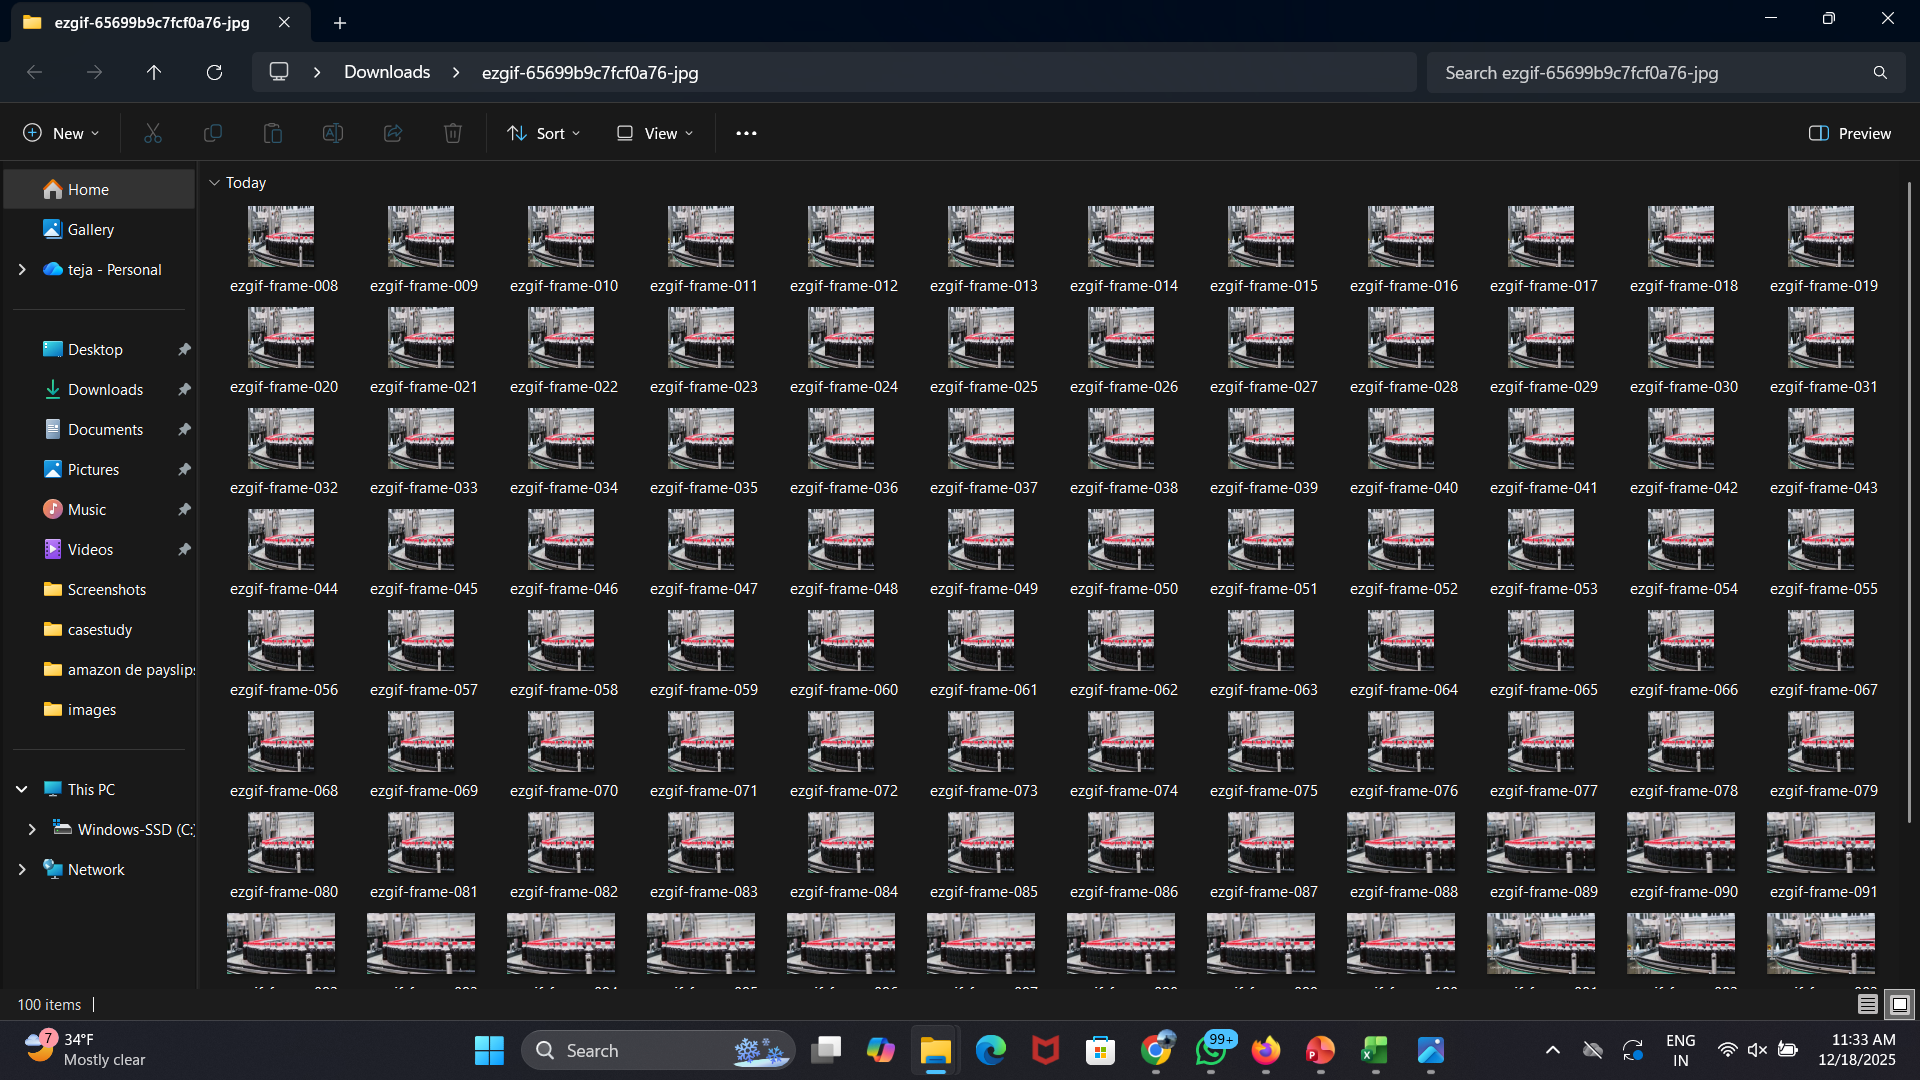 ezgif-65699b9c7fcf0a76-jpg
Downloads
ezgif-65699b9c7fcf0a76-jpg
Search ezgif-65699b9c7fcf0a76-jpg
New
Sort
View
Preview
Home
Gallery
teja - Personal
Desktop
Downloads
Documents
Pictures
Music
Videos
Screenshots
casestudy
amazon de payslips
images
This PC
Windows-SSD (C:)
Network
Today
ezgif-frame-008 ezgif-frame-009 ezgif-frame-010 ezgif-frame-011 ezgif-frame-012 ezgif-frame-013 ezgif-frame-014 ezgif-frame-015 ezgif-frame-016 ezgif-frame-017 ezgif-frame-018 ezgif-frame-019
ezgif-frame-020 ezgif-frame-021 ezgif-frame-022 ezgif-frame-023 ezgif-frame-024 ezgif-frame-025 ezgif-frame-026 ezgif-frame-027 ezgif-frame-028 ezgif-frame-029 ezgif-frame-030 ezgif-frame-031
ezgif-frame-032 ezgif-frame-033 ezgif-frame-034 ezgif-frame-035 ezgif-frame-036 ezgif-frame-037 ezgif-frame-038 ezgif-frame-039 ezgif-frame-040 ezgif-frame-041 ezgif-frame-042 ezgif-frame-043
ezgif-frame-044 ezgif-frame-045 ezgif-frame-046 ezgif-frame-047 ezgif-frame-048 ezgif-frame-049 ezgif-frame-050 ezgif-frame-051 ezgif-frame-052 ezgif-frame-053 ezgif-frame-054 ezgif-frame-055
ezgif-frame-056 ezgif-frame-057 ezgif-frame-058 ezgif-frame-059 ezgif-frame-060 ezgif-frame-061 ezgif-frame-062 ezgif-frame-063 ezgif-frame-064 ezgif-frame-065 ezgif-frame-066 ezgif-frame-067
ezgif-frame-068 ezgif-frame-069 ezgif-frame-070 ezgif-frame-071 ezgif-frame-072 ezgif-frame-073 ezgif-frame-074 ezgif-frame-075 ezgif-frame-076 ezgif-frame-077 ezgif-frame-078 ezgif-frame-079
ezgif-frame-080 ezgif-frame-081 ezgif-frame-082 ezgif-frame-083 ezgif-frame-084 ezgif-frame-085 ezgif-frame-086 ezgif-frame-087 ezgif-frame-088 ezgif-frame-089 ezgif-frame-090 ezgif-frame-091
100 items
7
34°F
Mostly clear
Search
99+
ENG
IN
11:33 AM
12/18/2025